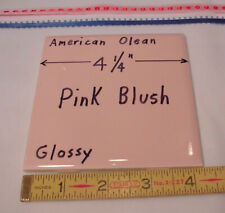 American Olean
4 1/4"
Pink Blush
Glossy
1 2 3 4